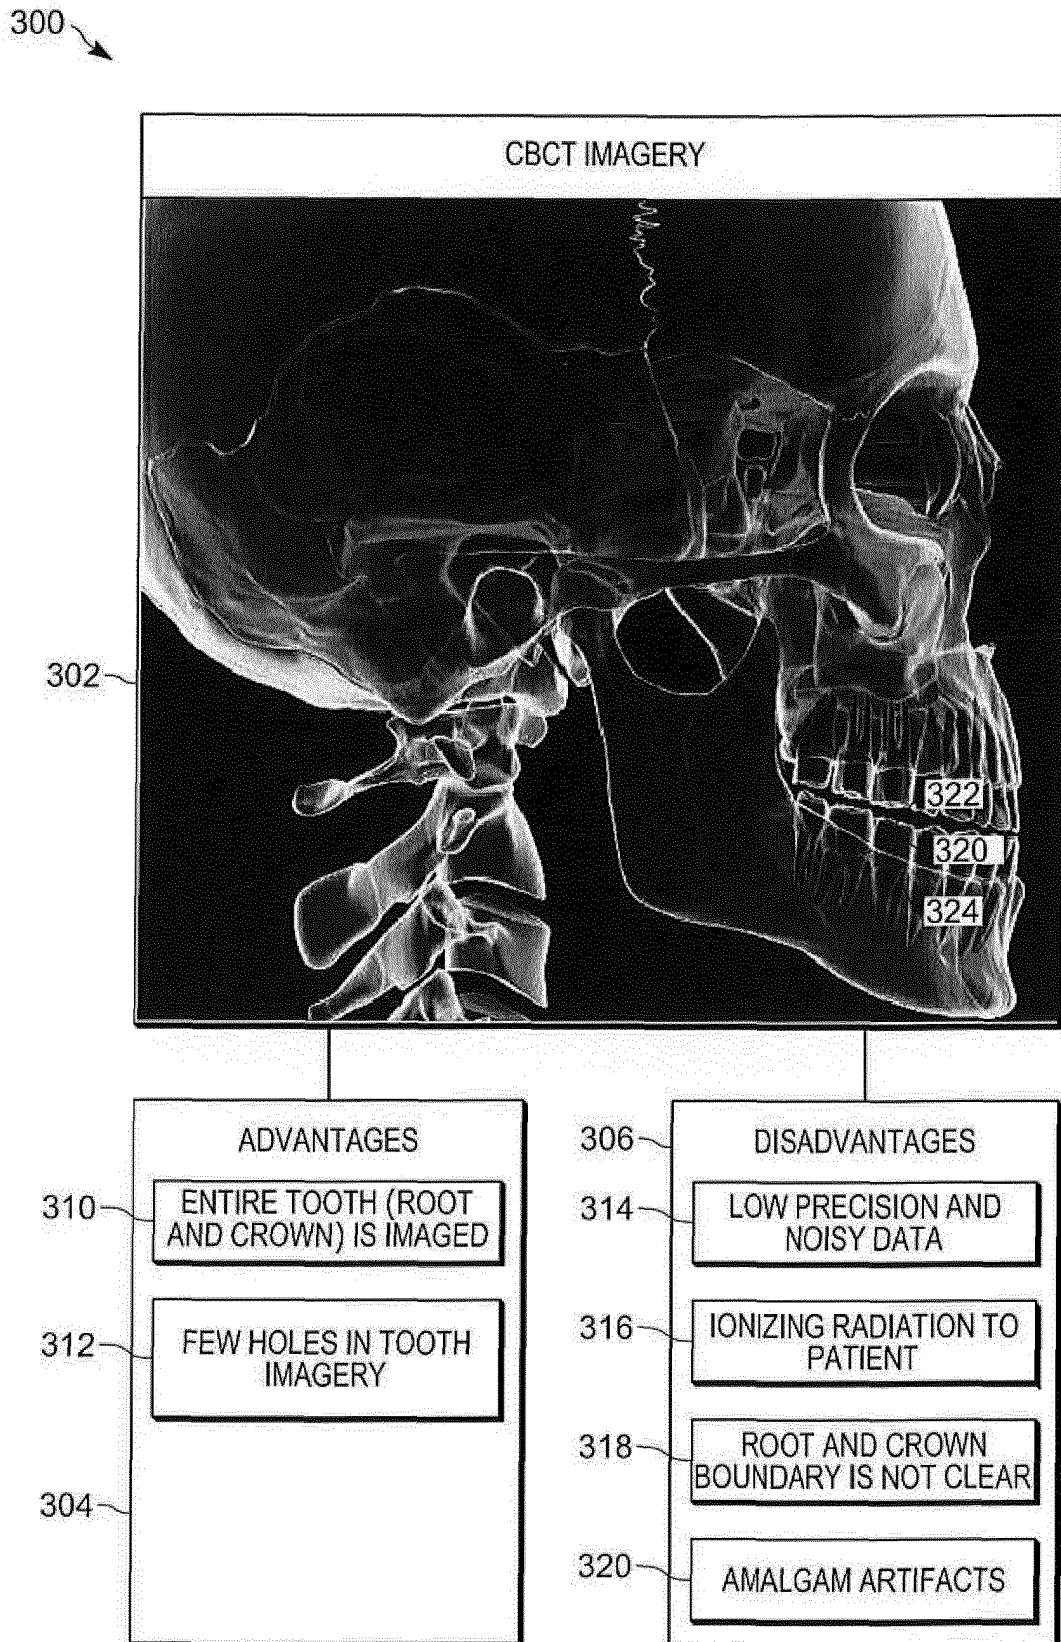 300
CBCT IMAGERY
302
322
320
324
ADVANTAGES
310
ENTIRE TOOTH (ROOT
AND CROWN) IS IMAGED
312
FEW HOLES IN TOOTH
IMAGERY
304
306
DISADVANTAGES
314
LOW PRECISION AND
NOISY DATA
316
IONIZING RADIATION TO
PATIENT
318
ROOT AND CROWN
BOUNDARY IS NOT CLEAR
320
AMALGAM ARTIFACTS